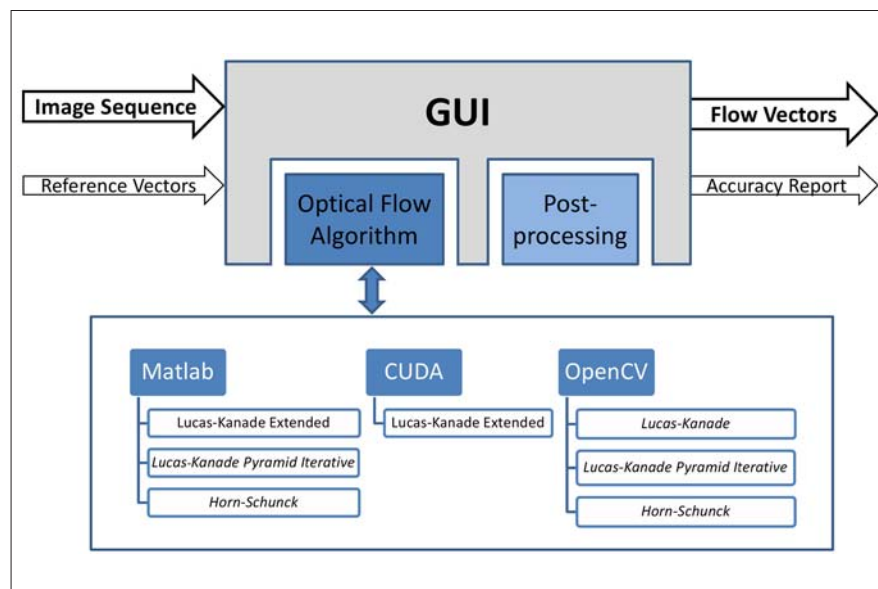 Image Sequence
GUI
Flow Vectors
Reference Vectors
Accuracy Report
Optical Flow
Algorithm
Post-
processing
Matlab
Lucas-Kanade Extended
Lucas-Kanade Pyramid Iterative
Horn-Schunck
CUDA
Lucas-Kanade Extended
OpenCV
Lucas-Kanade
Lucas-Kanade Pyramid Iterative
Horn-Schunck